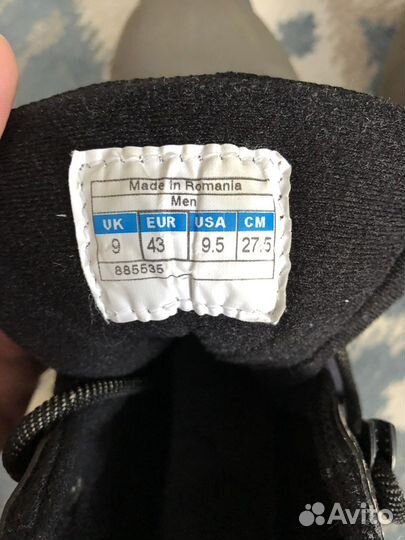 Made in Romania
Men
UK EUR USA CM
9 43 9.5 27.5
885535
Avito